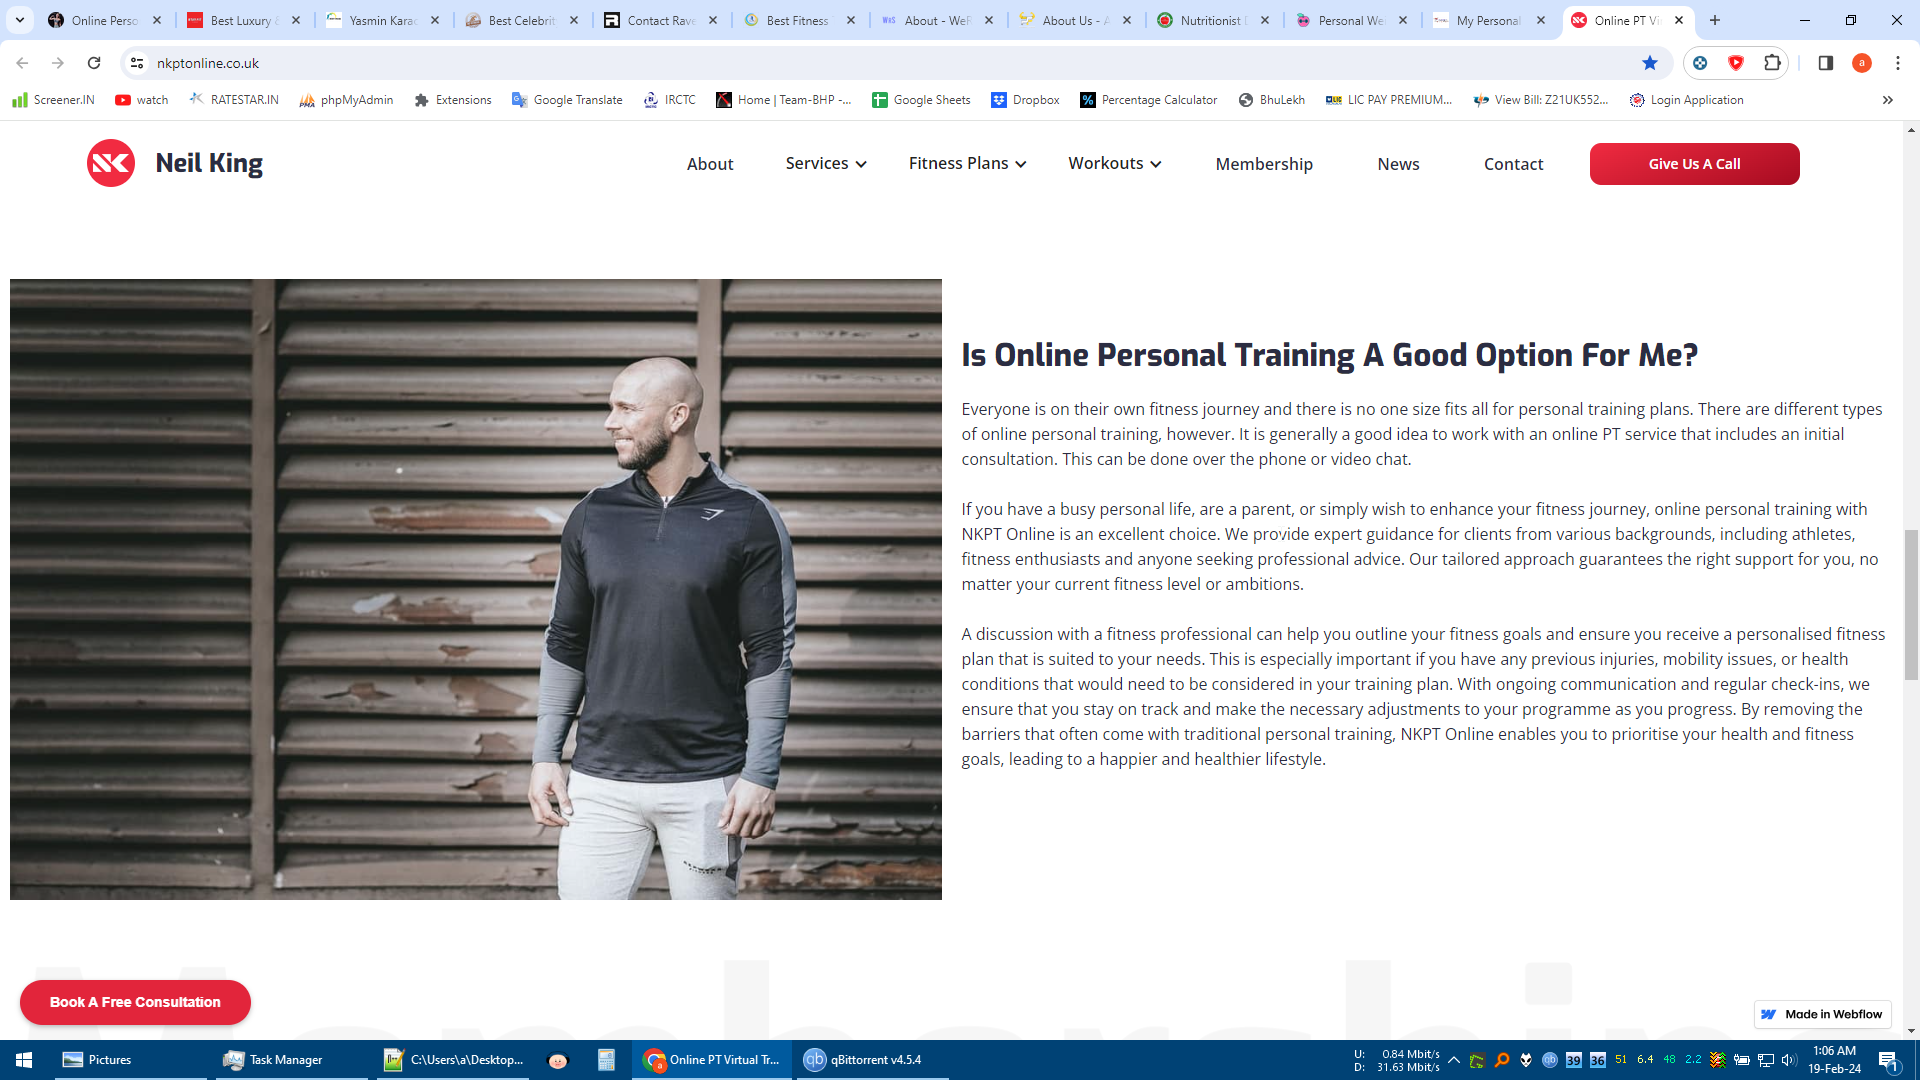 Online Perso
Best Luxury
Yasmin Karac
Best Celebrit
Contact Rave
Best Fitness
About - WeR
About Us - A
Nutritionist
Personal We
My Personal
Online PT Vi
nkptonline.co.uk
a
Screener.IN
watch
RATESTAR.IN
phpMyAdmin
Extensions
Google Translate
IRCTC
Home | Team-BHP -...
Google Sheets
Dropbox
Percentage Calculator
BhuLekh
LIC PAY PREMIUM...
View Bill: Z21UK552...
Login Application
NK
Neil King
About
Services
Fitness Plans
Workouts
Membership
News
Contact
Give Us A Call
Is Online Personal Training A Good Option For Me?
Everyone is on their own fitness journey and there is no one size fits all for personal training plans. There are different types
of online personal training, however. It is generally a good idea to work with an online PT service that includes an initial
consultation. This can be done over the phone or video chat.
If you have a busy personal life, are a parent, or simply wish to enhance your fitness journey, online personal training with
NKPT Online is an excellent choice. We provide expert guidance for clients from various backgrounds, including athletes,
fitness enthusiasts and anyone seeking professional advice. Our tailored approach guarantees the right support for you, no
matter your current fitness level or ambitions.
A discussion with a fitness professional can help you outline your fitness goals and ensure you receive a personalised fitness
plan that is suited to your needs. This is especially important if you have any previous injuries, mobility issues, or health
conditions that would need to be considered in your training plan. With ongoing communication and regular check-ins, we
ensure that you stay on track and make the necessary adjustments to your programme as you progress. By removing the
barriers that often come with traditional personal training, NKPT Online enables you to prioritise your health and fitness
goals, leading to a happier and healthier lifestyle.
Book A Free Consultation
Made in Webflow
Pictures
Task Manager
C:\Users\a\Desktop...
Online PT Virtual Tr...
qBittorrent v4.5.4
U: 0.84 Mbit/s
D: 31.63 Mbit/s
39
36
51
6.4
48
2.2
1:06 AM
19-Feb-24
1